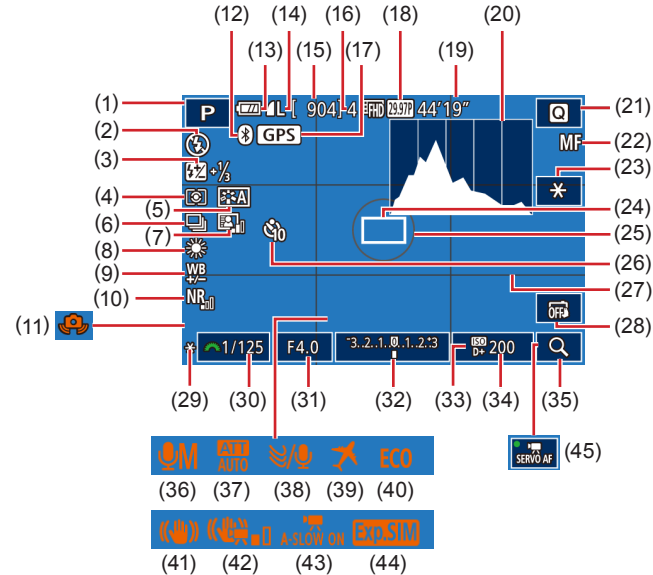 (12) (14) (16) (18) (20)
(13) (15) (17) (19)
(1) P L [ 904] 4 EFHD 29.97P 44'19" Q (21)
(2) GPS MF (22)
(3) +1/3 (23)
(4) A (24)
(5)
(6) (25)
(7) 10
(8) (26)
(9) WB +/- (27)
(10) NR OFF (28)
(11)
1/125 F4.0 -3..2..1..0..1..2..+3 ISO D+ 200
(29) (30) (31) (32) (33) (34) (35)
M ATT AUTO / ECO SERVO AF (45)
(36) (37) (38) (39) (40)
A-SLOW ON Exp.SIM
(41) (42) (43) (44)